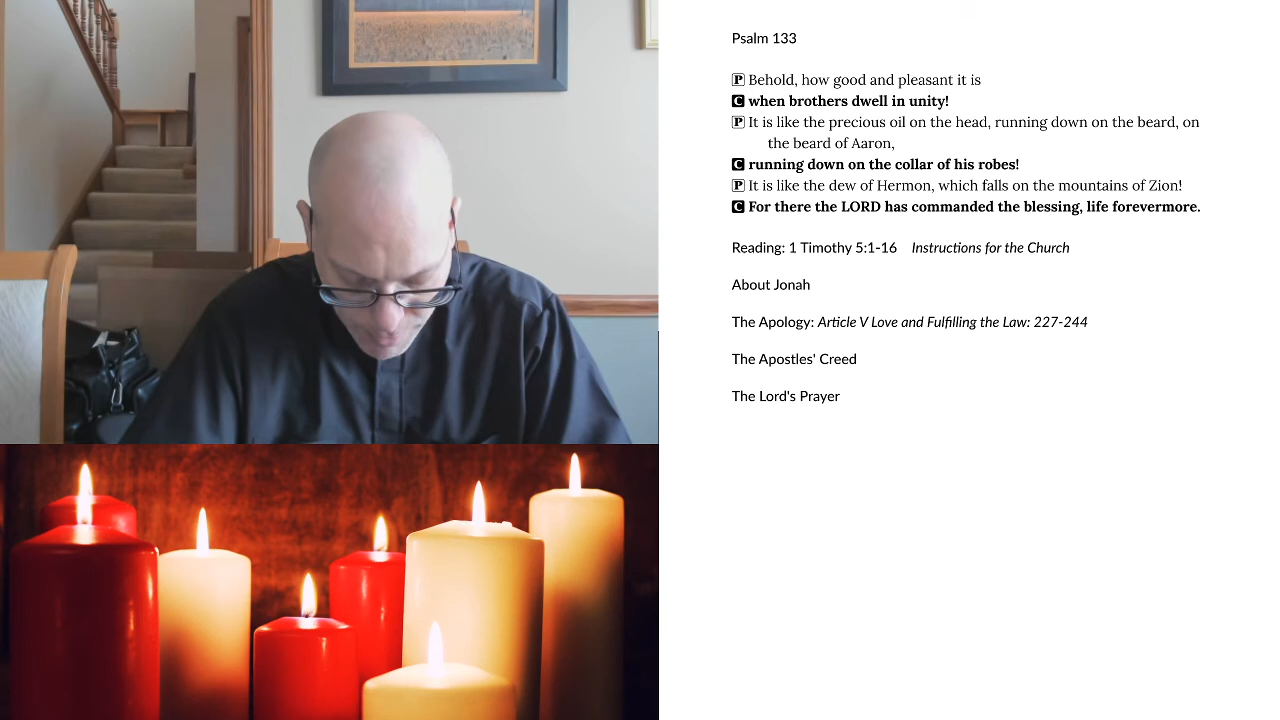 Psalm 133
P Behold, how good and pleasant it is
C when brothers dwell in unity!
P It is like the precious oil on the head, running down on the beard, on
the beard of Aaron,
C running down on the collar of his robes!
P It is like the dew of Hermon, which falls on the mountains of Zion!
C For there the LORD has commanded the blessing, life forevermore.
Reading: 1 Timothy 5:1-16 Instructions for the Church
About Jonah
The Apology: Article V Love and Fulfilling the Law: 227-244
The Apostles' Creed
The Lord's Prayer